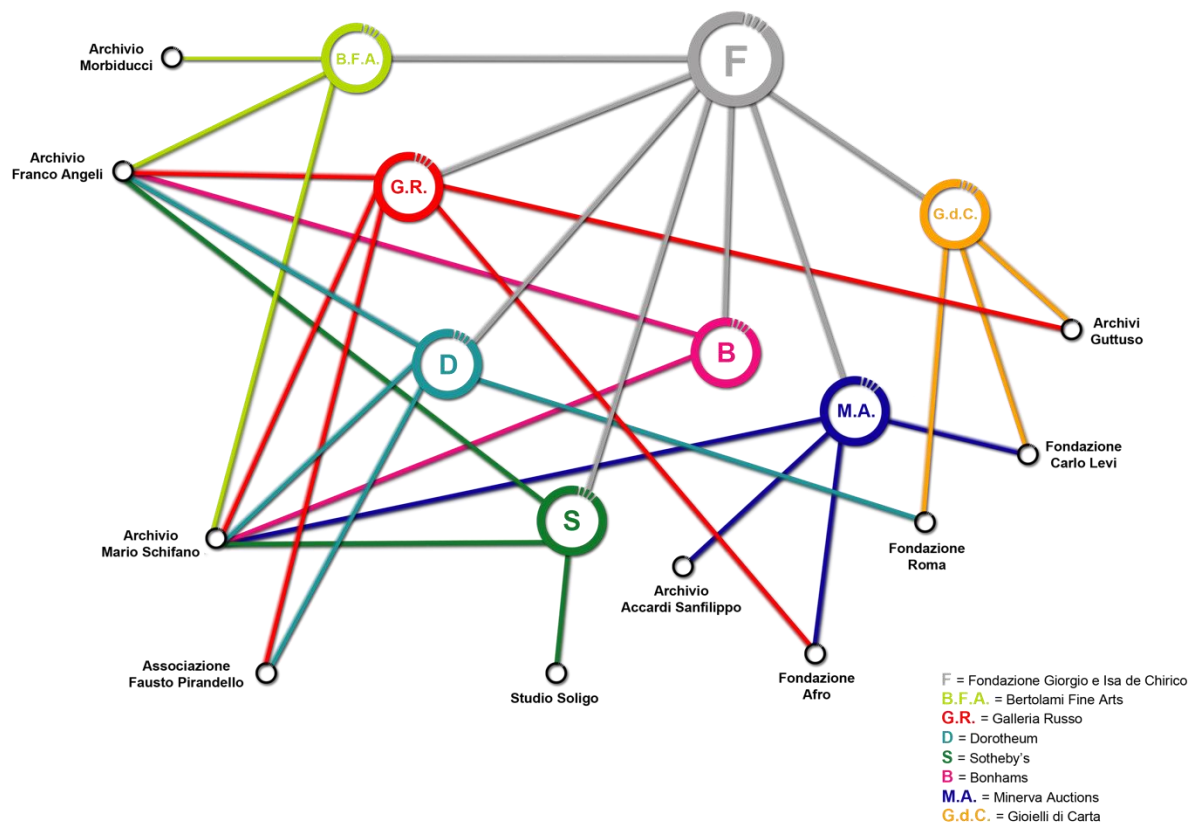 Archivio
Morbiducci
B.F.A.
F
Archivio
Franco Angeli
G.R.
G.d.C.
Archivi
Guttuso
D
B
M.A.
Fondazione
Carlo Levi
S
Archivio
Mario Schifano
Fondazione
Roma
Archivio
Accardi Sanfilippo
Associazione
Fausto Pirandello
Studio Soligo
Fondazione
Afro
F = Fondazione Giorgio e Isa de Chirico
B.F.A. = Bertolami Fine Arts
G.R. = Galleria Russo
D = Dorotheum
S = Sotheby's
B = Bonhams
M.A. = Minerva Auctions
G.d.C. = Gioielli di Carta